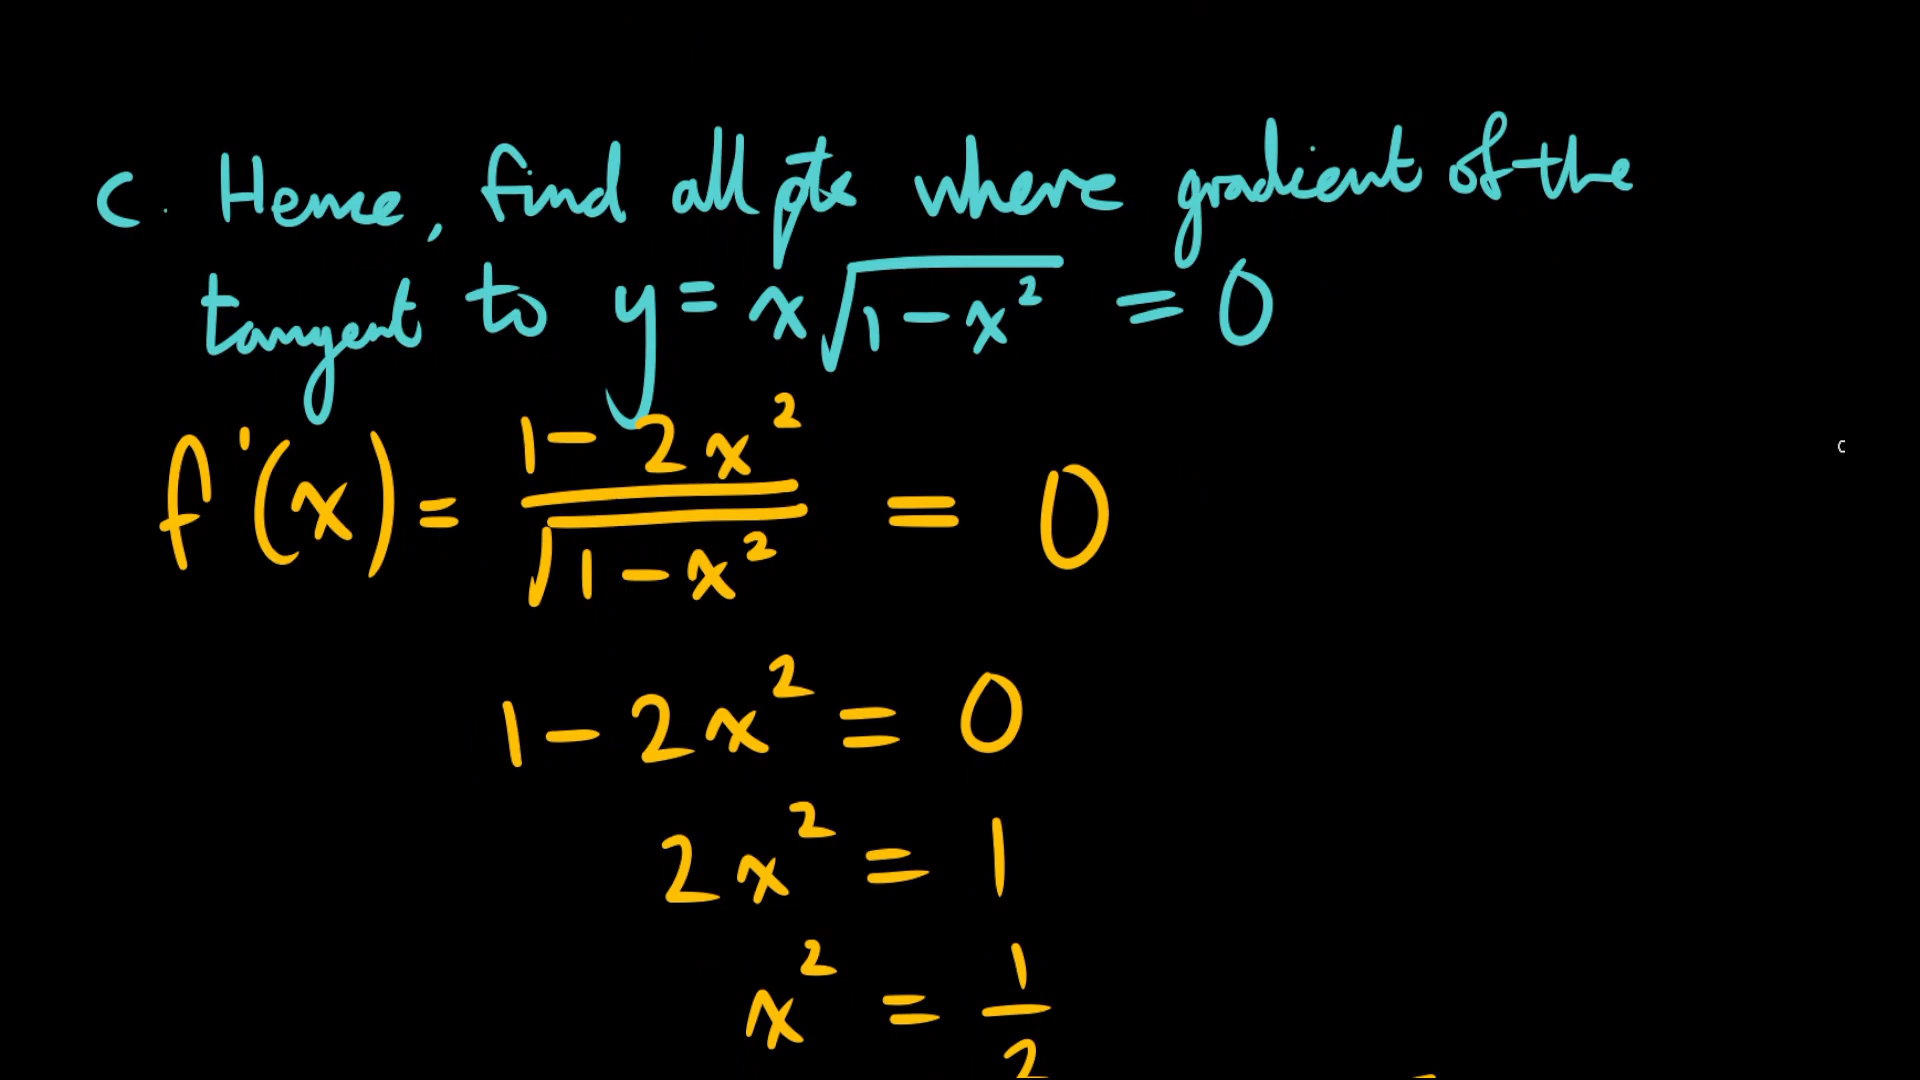 c. Hence, find all pts where gradient of the
tangent to y = x√(1-x²) = 0
f'(x) = (1-2x²)/√(1-x²) = 0
1-2x² = 0
2x² = 1
x² = 1/2